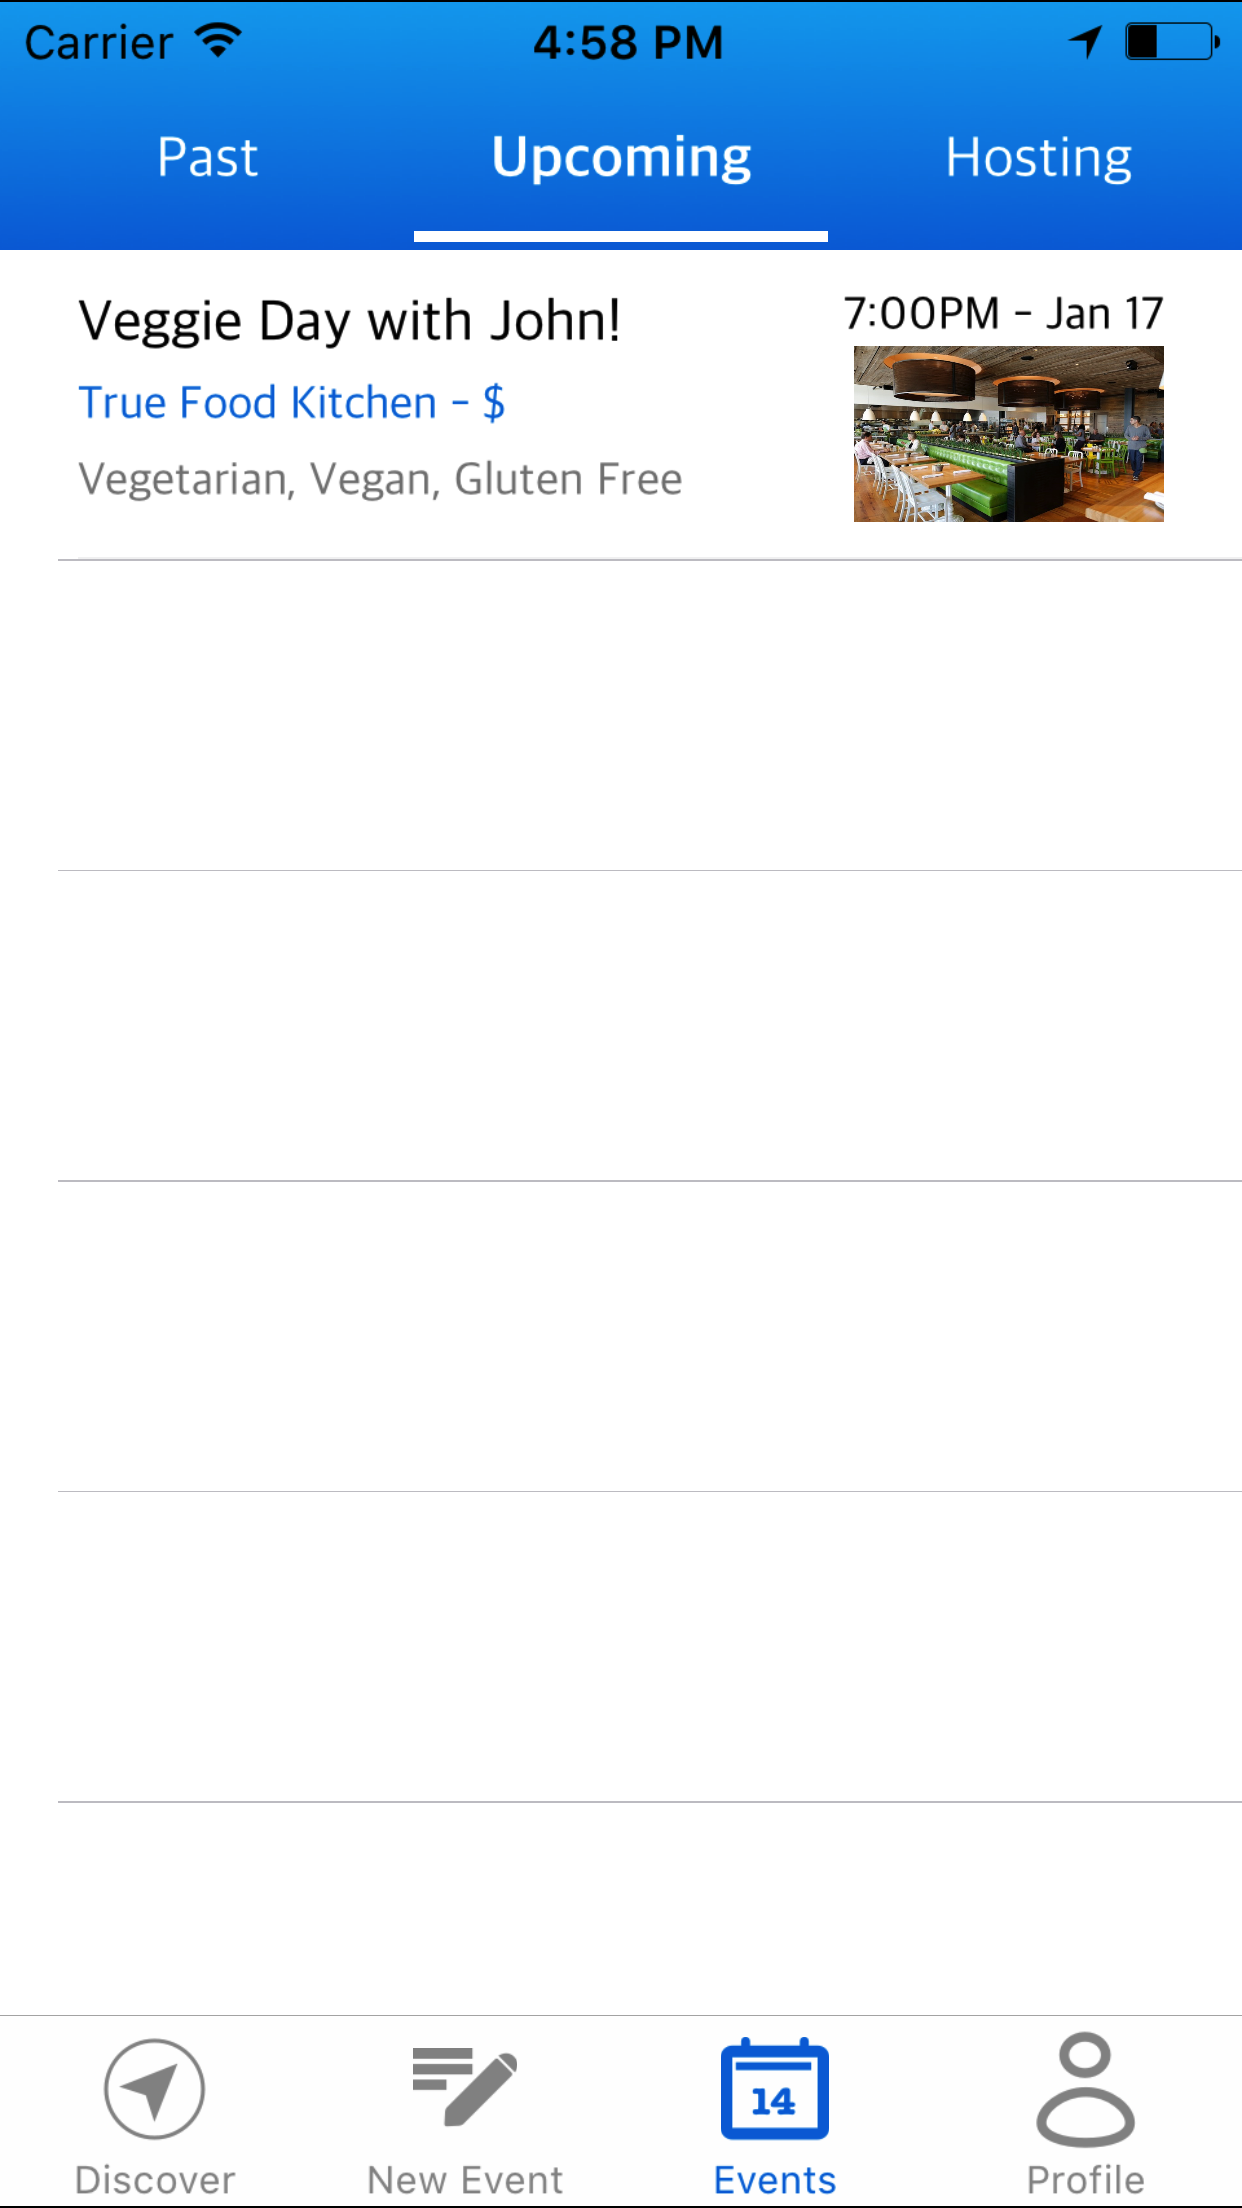 Carrier 4:58 PM
Past Upcoming Hosting
Veggie Day with John!
7:00PM - Jan 17
True Food Kitchen - $
Vegetarian, Vegan, Gluten Free
14
Discover New Event Events Profile